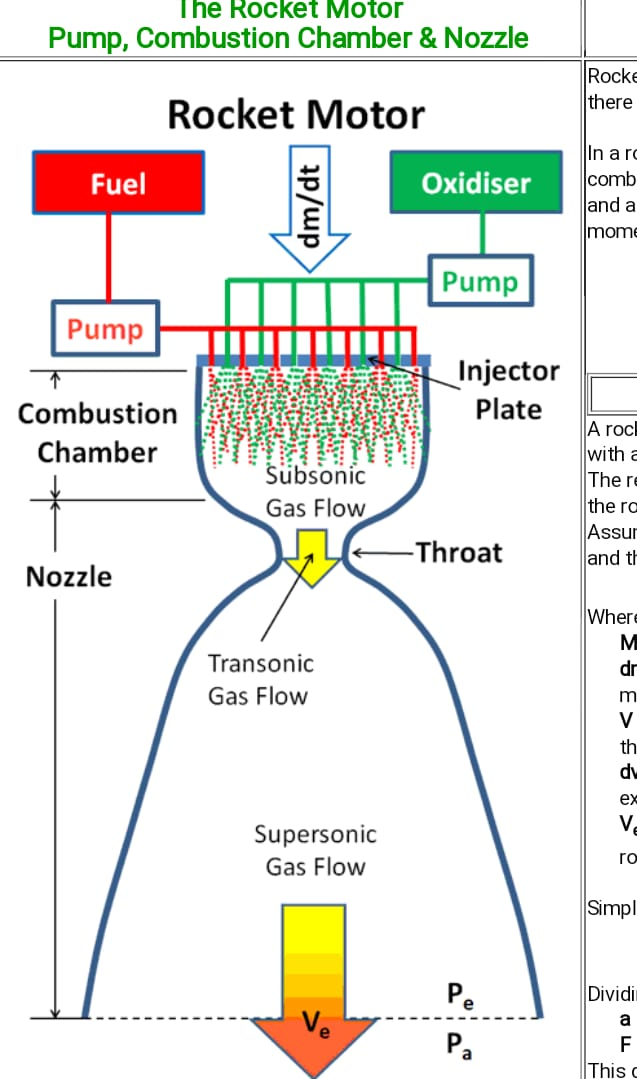 The Rocket Motor
Pump, Combustion Chamber & Nozzle
Rocket Motor
Fuel
dm/dt
Oxidiser
Pump
Pump
Injector
Plate
Combustion
Chamber
Subsonic
Gas Flow
Throat
Nozzle
Transonic
Gas Flow
Supersonic
Gas Flow
Ve
Pe
Pa
Rocke
there
In a ro
comb
and a
mome
A rocl
with a
The re
the ro
Assur
and th
Where
M
dr
m
V
th
dv
ex
Ve
ro
Simpl
Dividi
a
F
This